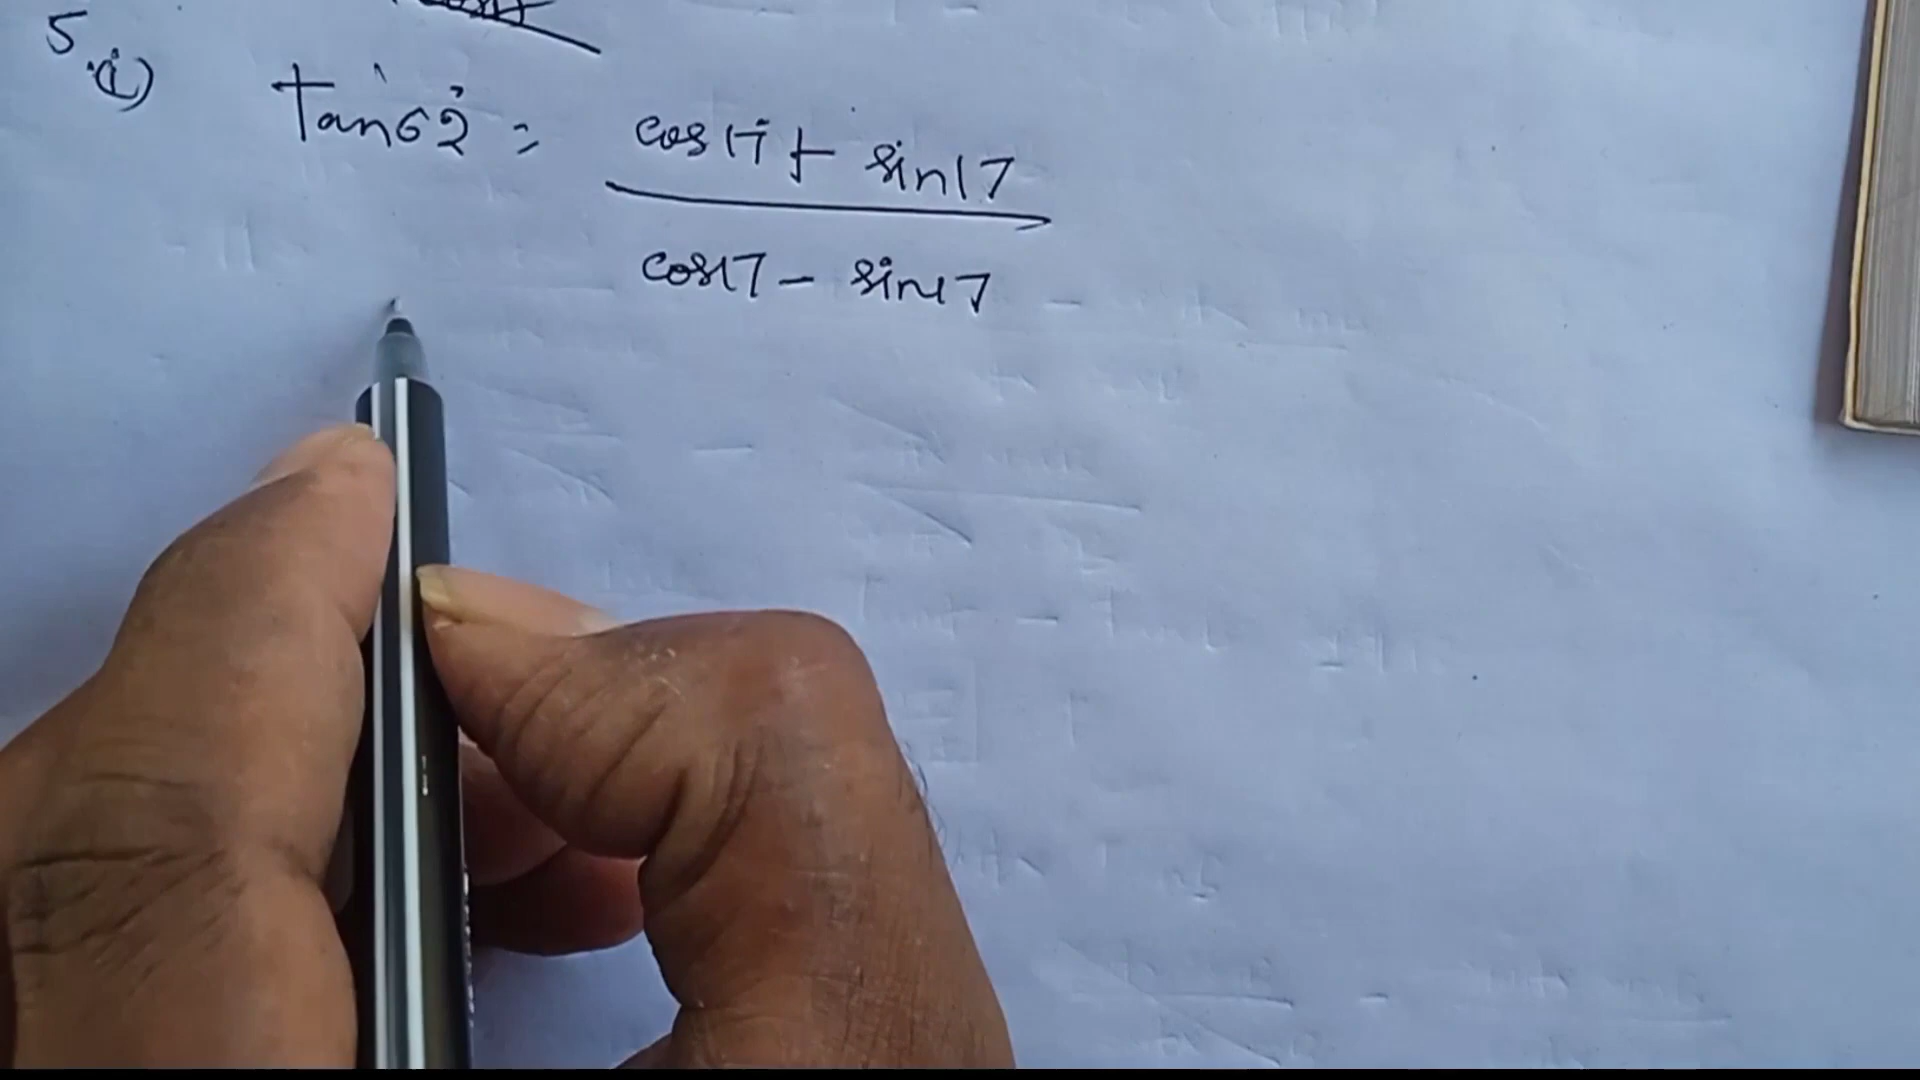 5
(i) tan62° = cos17° + sin17
cos17 - sin17